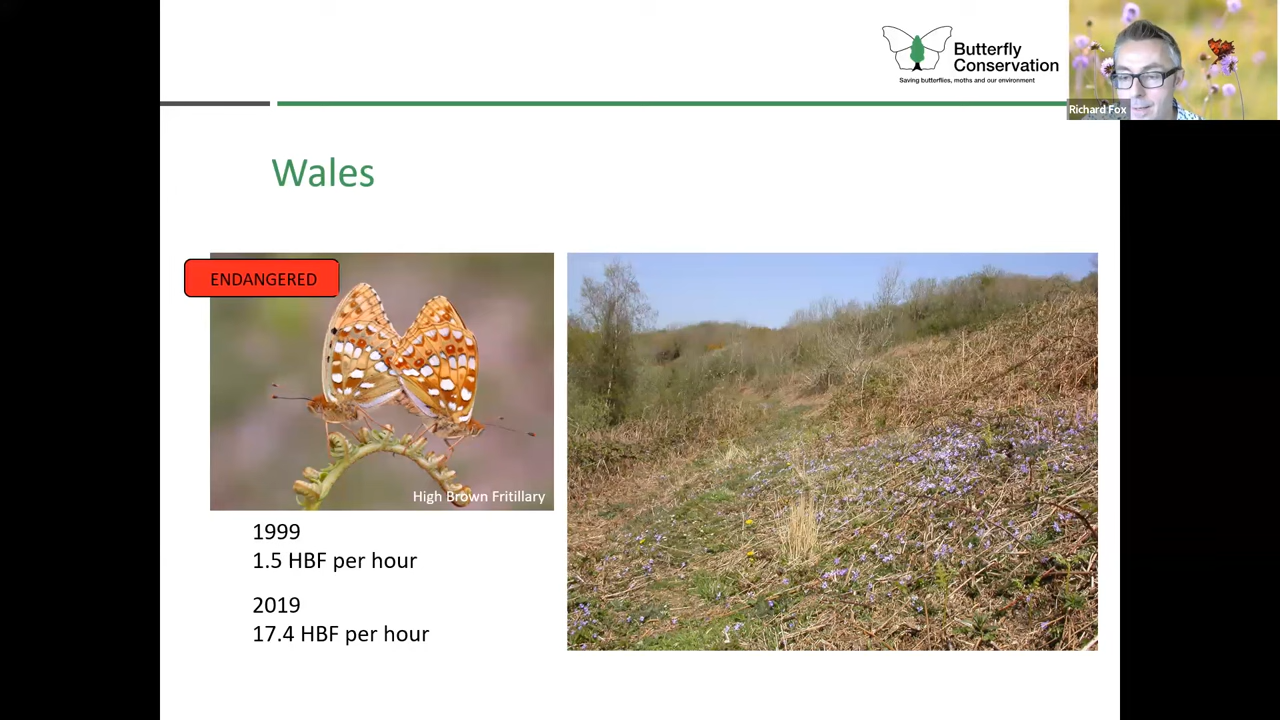 Butterfly
Conservation
Saving butterflies, moths and our environment
Richard Fox
Wales
ENDANGERED
High Brown Fritillary
1999
1.5 HBF per hour
2019
17.4 HBF per hour